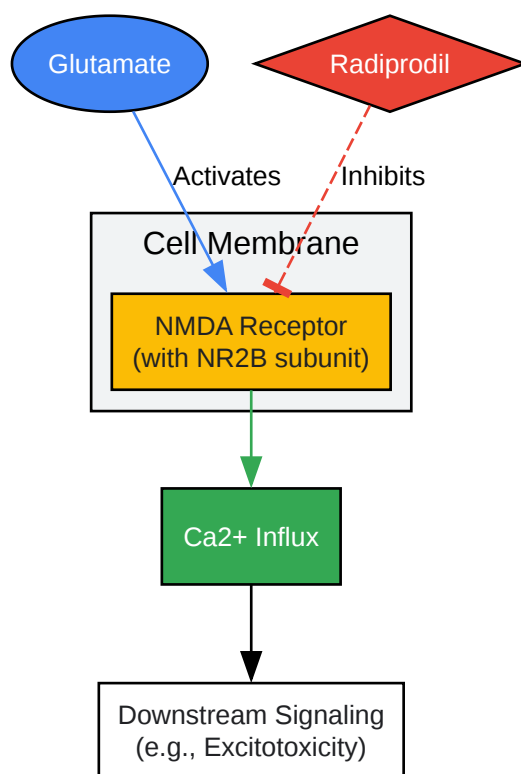 Glutamate
Radiprodil
Activates
Inhibits
Cell Membrane
NMDA Receptor
(with NR2B subunit)
Ca2+ Influx
Downstream Signaling
(e.g., Excitotoxicity)